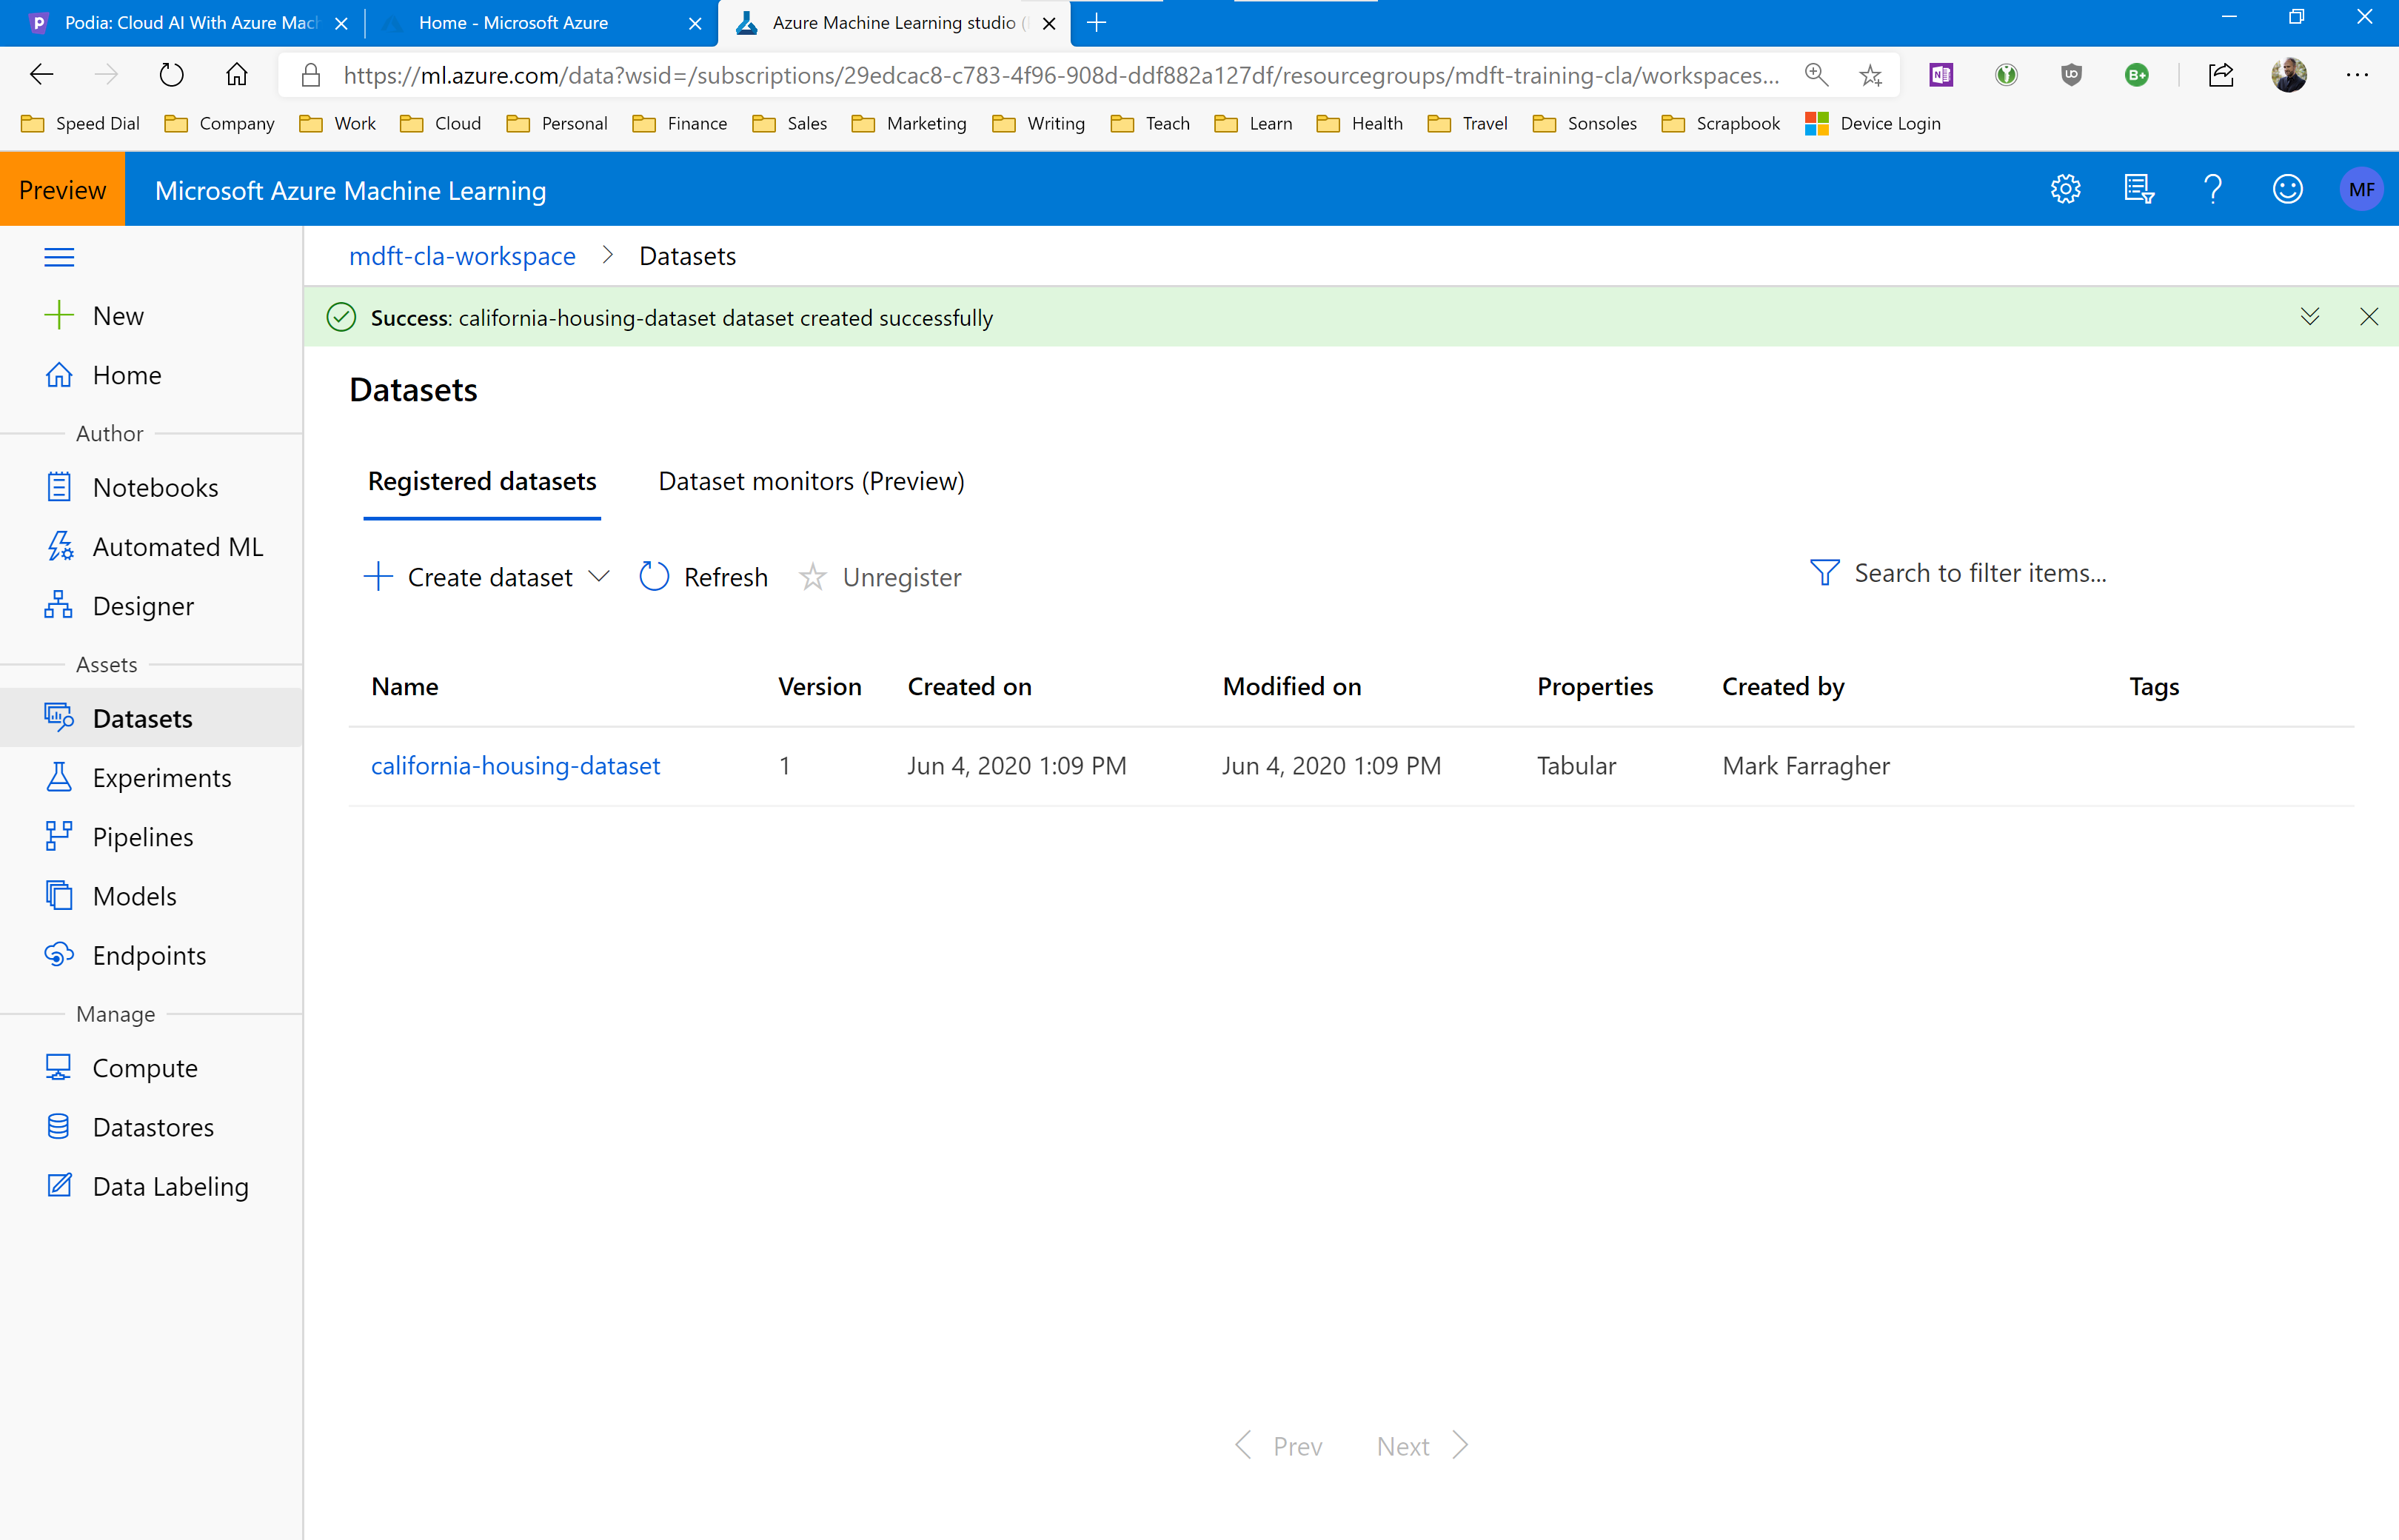 Podia: Cloud AI With Azure Mach
Home - Microsoft Azure
Azure Machine Learning studio (
https://ml.azure.com/data?wsid=/subscriptions/29edcac8-c783-4f96-908d-ddf882a127df/resourcegroups/mdft-training-cla/workspaces...
Speed Dial Company Work Cloud Personal Finance Sales Marketing Writing Teach Learn Health Travel Sonsoles Scrapbook Device Login
Preview Microsoft Azure Machine Learning MF
mdft-cla-workspace > Datasets
Success: california-housing-dataset dataset created successfully
New
Home
Author
Notebooks
Automated ML
Designer
Assets
Datasets
Experiments
Pipelines
Models
Endpoints
Manage
Compute
Datastores
Data Labeling
Datasets
Registered datasets Dataset monitors (Preview)
Create dataset Refresh Unregister Search to filter items...
Name Version Created on Modified on Properties Created by Tags
california-housing-dataset 1 Jun 4, 2020 1:09 PM Jun 4, 2020 1:09 PM Tabular Mark Farragher
Prev Next